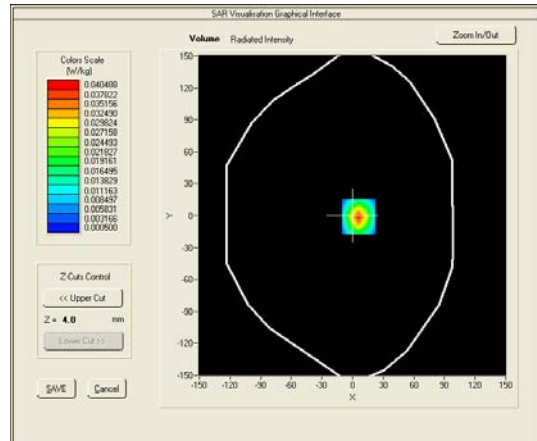 SAR Visualisation Graphical Interface
Volume Radiated Intensity
Zoom In/Out
Colors Scale
(W/kg)
0.040488
0.037822
0.035156
0.032490
0.029824
0.027158
0.024493
0.021827
0.019161
0.016495
0.013829
0.011163
0.008497
0.005831
0.003166
0.000500
150
120
90
60
30
0
-30
-60
-90
-120
-150
Y
-150 -120 -90 -60 -30 0 30 60 90 120 150
X
Z-Cuts Control
<< Upper Cut
Z = 4.0 mm
Lower Cut >>
SAVE Cancel